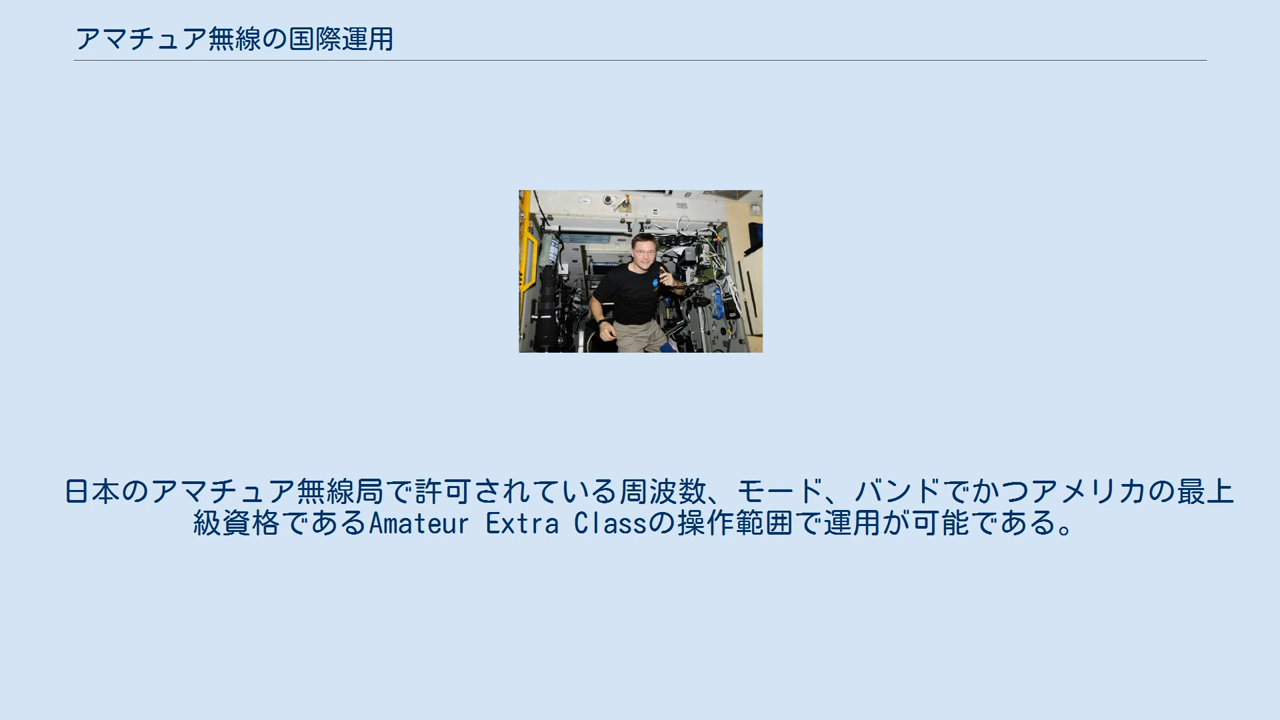 アマチュア無線の国際運用
日本のアマチュア無線局で許可されている周波数、モード、バンドでかつアメリカの最上
級資格であるAmateur Extra Classの操作範囲で運用が可能である。